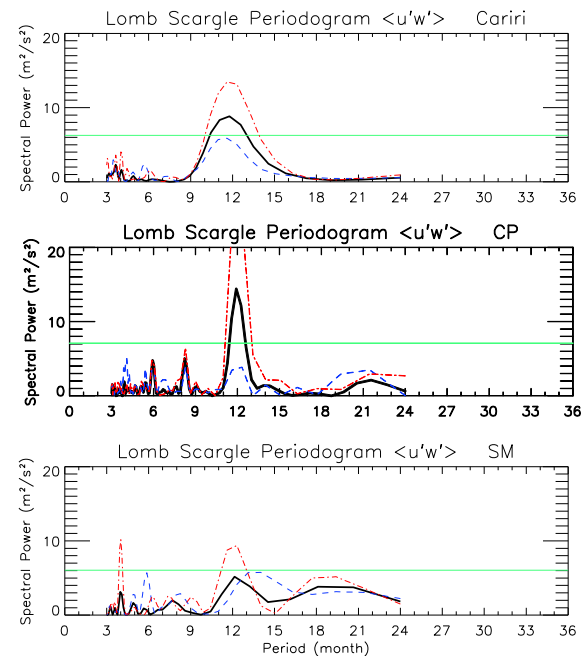 Lomb Scargle Periodogram <u'w'> Cariri
20
10
0
Spectral Power (m²/s²)
0 3 6 9 12 15 18 21 24 27 30 33 36
Lomb Scargle Periodogram <u'w'> CP
20
10
0
Spectral Power (m²/s²)
0 3 6 9 12 15 18 21 24 27 30 33 36
Lomb Scargle Periodogram <u'w'> SM
20
10
0
Spectral Power (m²/s²)
0 3 6 9 12 15 18 21 24 27 30 33 36
Period (month)